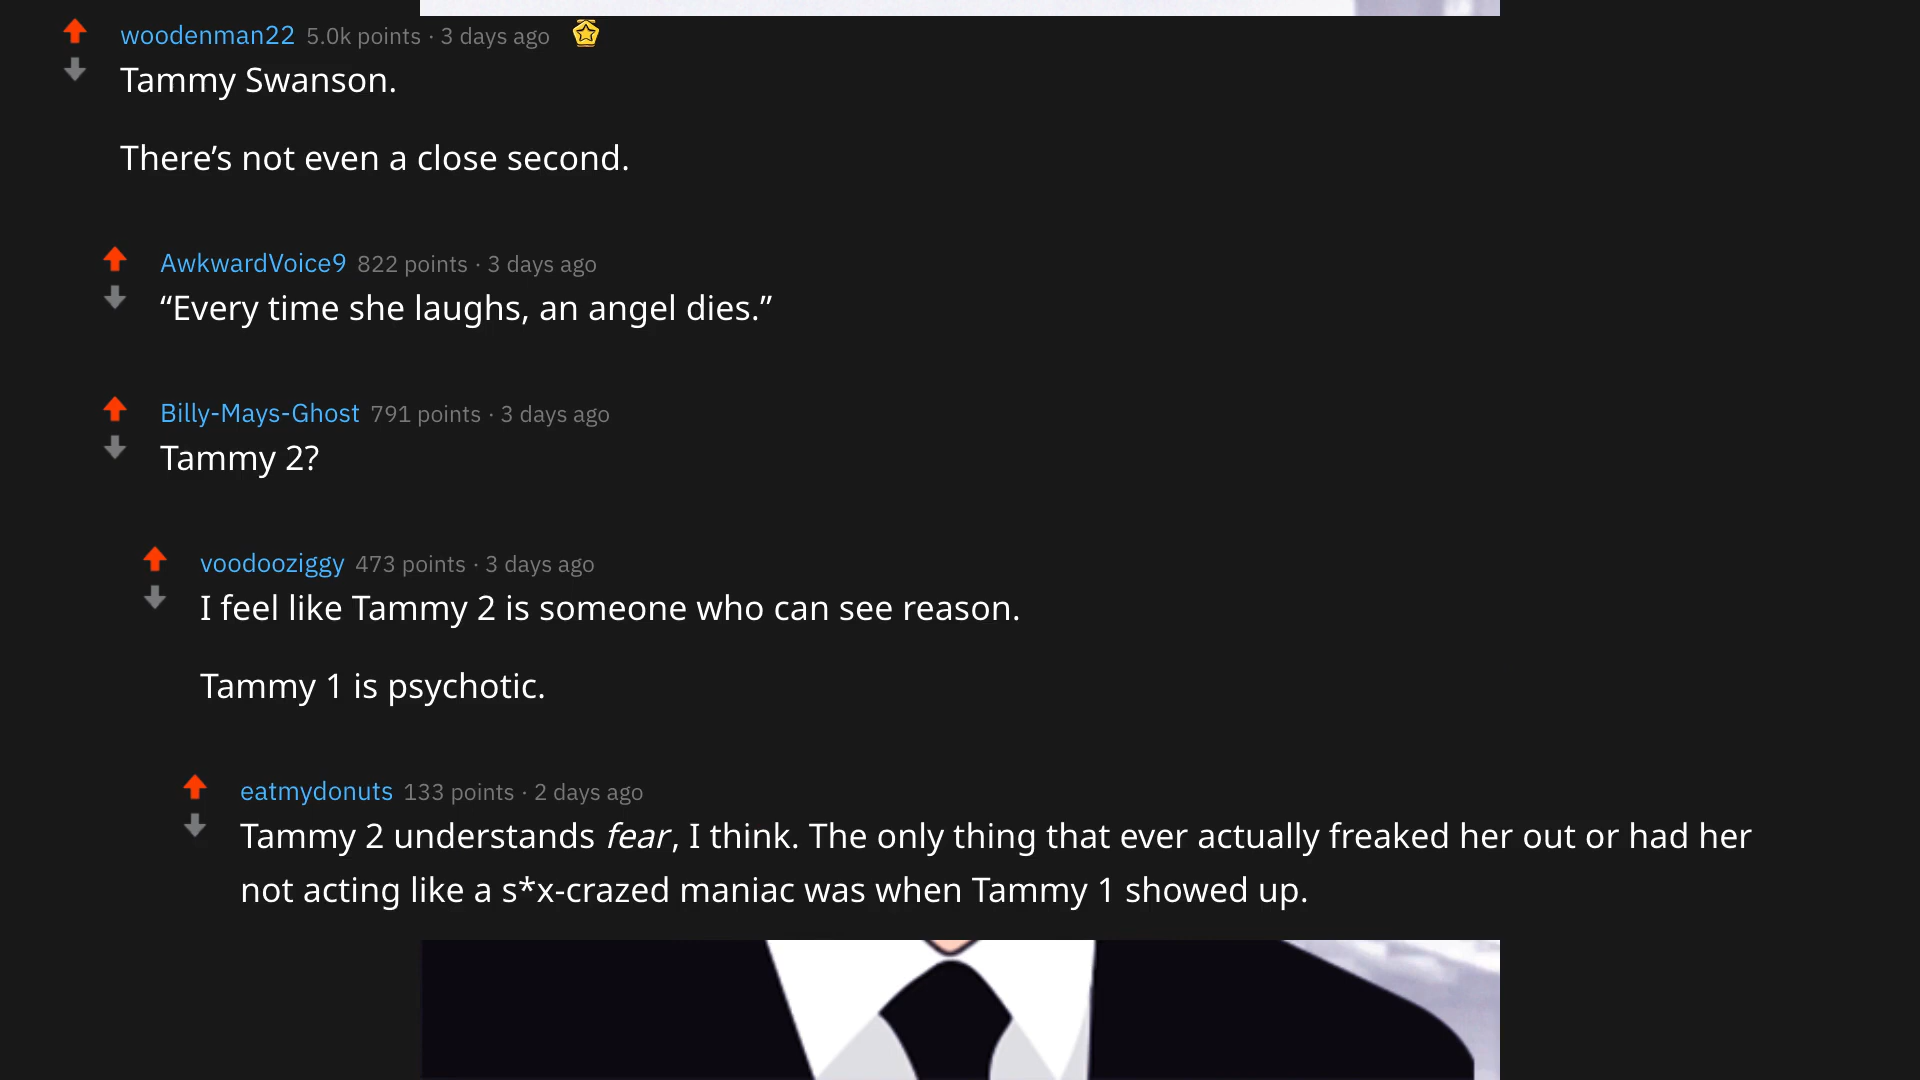 woodenman22 5.0k points · 3 days ago
Tammy Swanson.
There’s not even a close second.
AwkwardVoice9 822 points · 3 days ago
“Every time she laughs, an angel dies.”
Billy-Mays-Ghost 791 points · 3 days ago
Tammy 2?
voodooziggy 473 points · 3 days ago
I feel like Tammy 2 is someone who can see reason.
Tammy 1 is psychotic.
eatmydonuts 133 points · 2 days ago
Tammy 2 understands fear, I think. The only thing that ever actually freaked her out or had her
not acting like a s*x-crazed maniac was when Tammy 1 showed up.